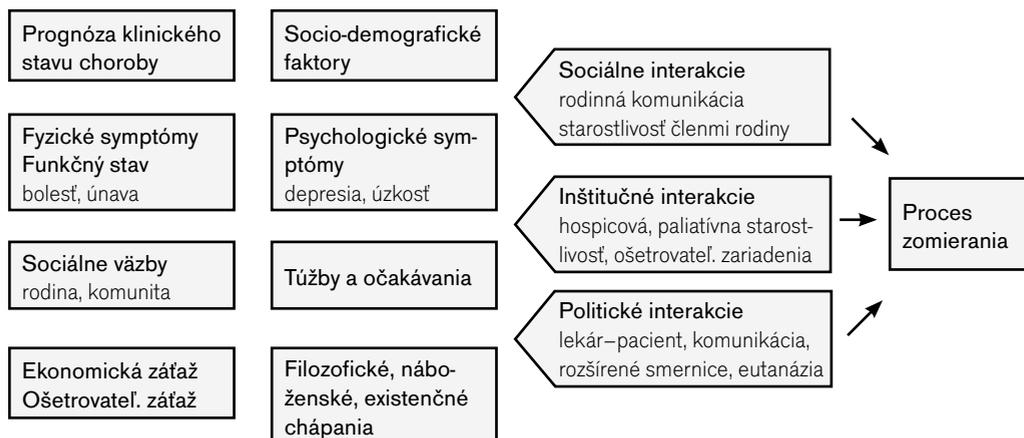 Prognóza klinického
stavu choroby
Fyzické symptómy
Funkčný stav
bolesť, únava
Sociálne väzby
rodina, komunita
Ekonomická záťaž
Ošetrovateľ. záťaž
Socio-demografické
faktory
Psychologické sym-
ptómy
depresia, úzkosť
Túžby a očakávania
Filozofické, nábo-
ženské, existenčné
chápania
Sociálne interakcie
rodinná komunikácia
starostlivosť členmi rodiny
Inštitučné interakcie
hospicová, paliatívna starost-
livosť, ošetrovateľ. zariadenia
Politické interakcie
lekár–pacient, komunikácia,
rozšírené smernice, eutanázia
Proces
zomierania